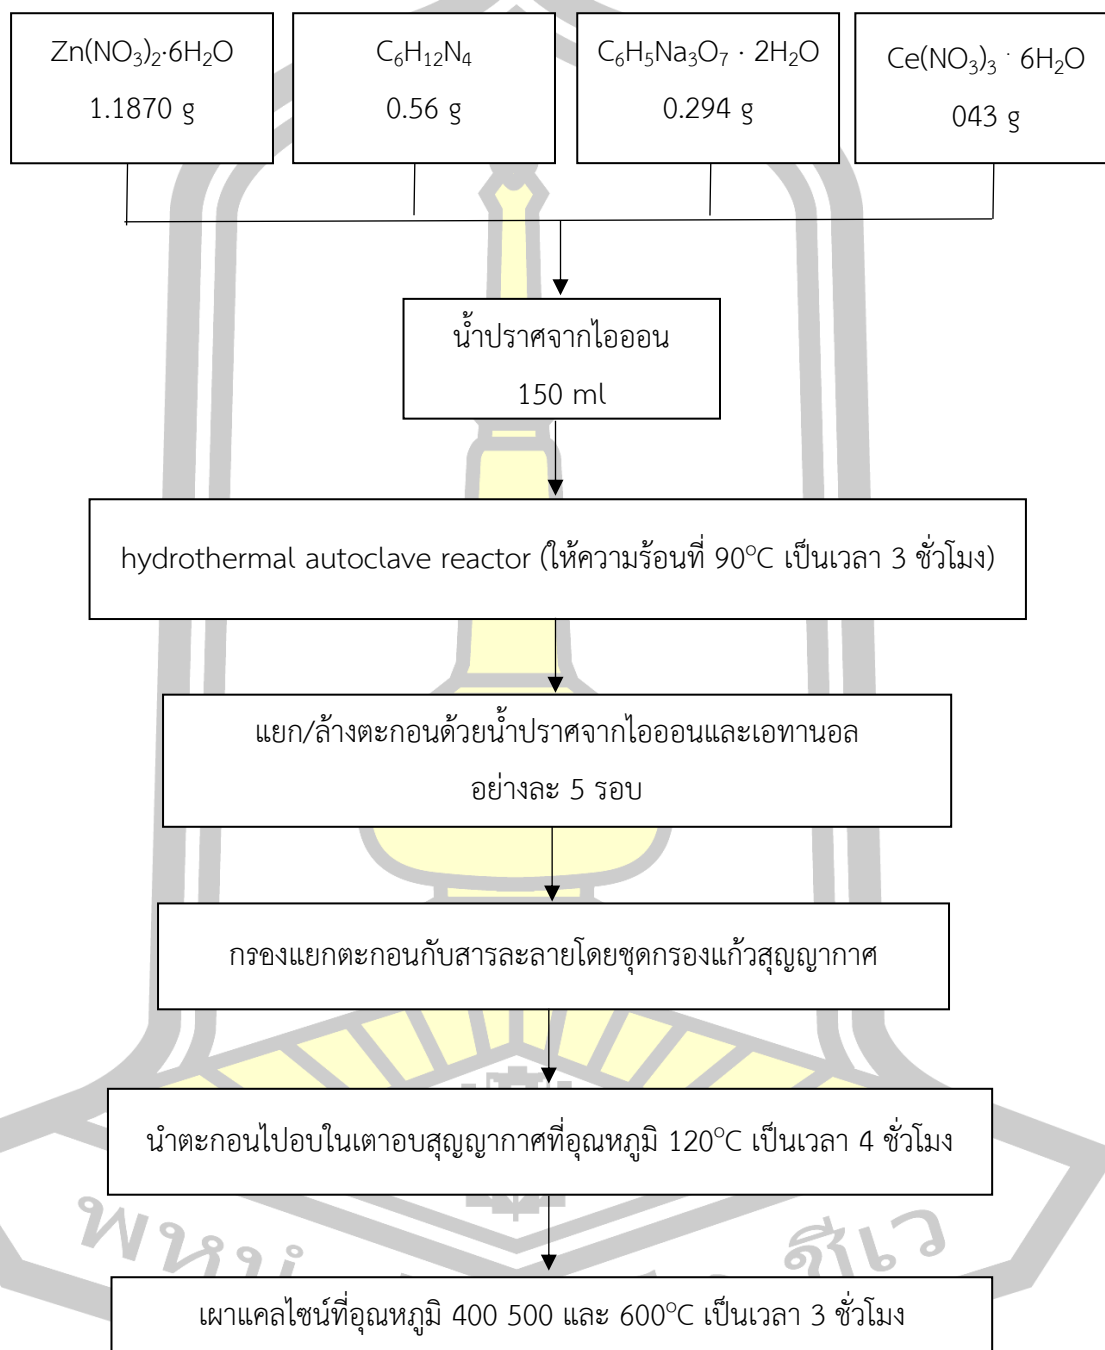 Zn(NO₃)₂·6H₂O
1.1870 g
C₆H₁₂N₄
0.56 g
C₆H₅Na₃O₇ · 2H₂O
0.294 g
Ce(NO₃)₃ · 6H₂O
043 g
น้ำปราศจากไอออน
150 ml
hydrothermal autoclave reactor (ให้ความร้อนที่ 90°C เป็นเวลา 3 ชั่วโมง)
แยก/ล้างตะกอนด้วยน้ำปราศจากไอออนและเอทานอล
อย่างละ 5 รอบ
กรองแยกตะกอนกับสารละลายโดยชุดกรองแก้วสุญญากาศ
นำตะกอนไปอบในเตาอบสุญญากาศที่อุณหภูมิ 120°C เป็นเวลา 4 ชั่วโมง
ชีเว
เผาแคลไซน์ที่อุณหภูมิ 400 500 และ 600°C เป็นเวลา 3 ชั่วโมง